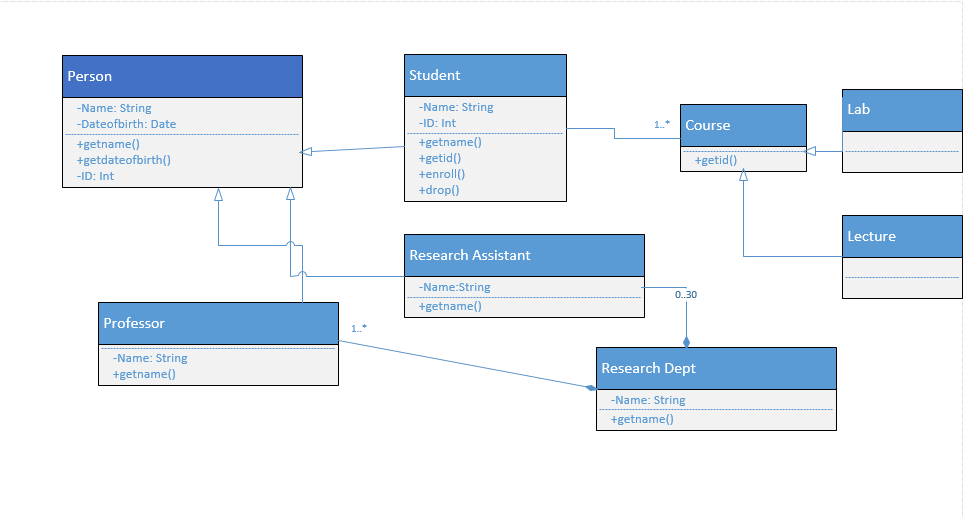 Person
-Name: String
-Dateofbirth: Date
+getname()
+getdateofbirth()
-ID: Int
Student
-Name: String
-ID: Int
+getname()
+getid()
+enroll()
+drop()
1..*
Course
+getid()
Lab
Lecture
Research Assistant
-Name:String
+getname()
0..30
Professor
-Name: String
+getname()
1..*
Research Dept
-Name: String
+getname()